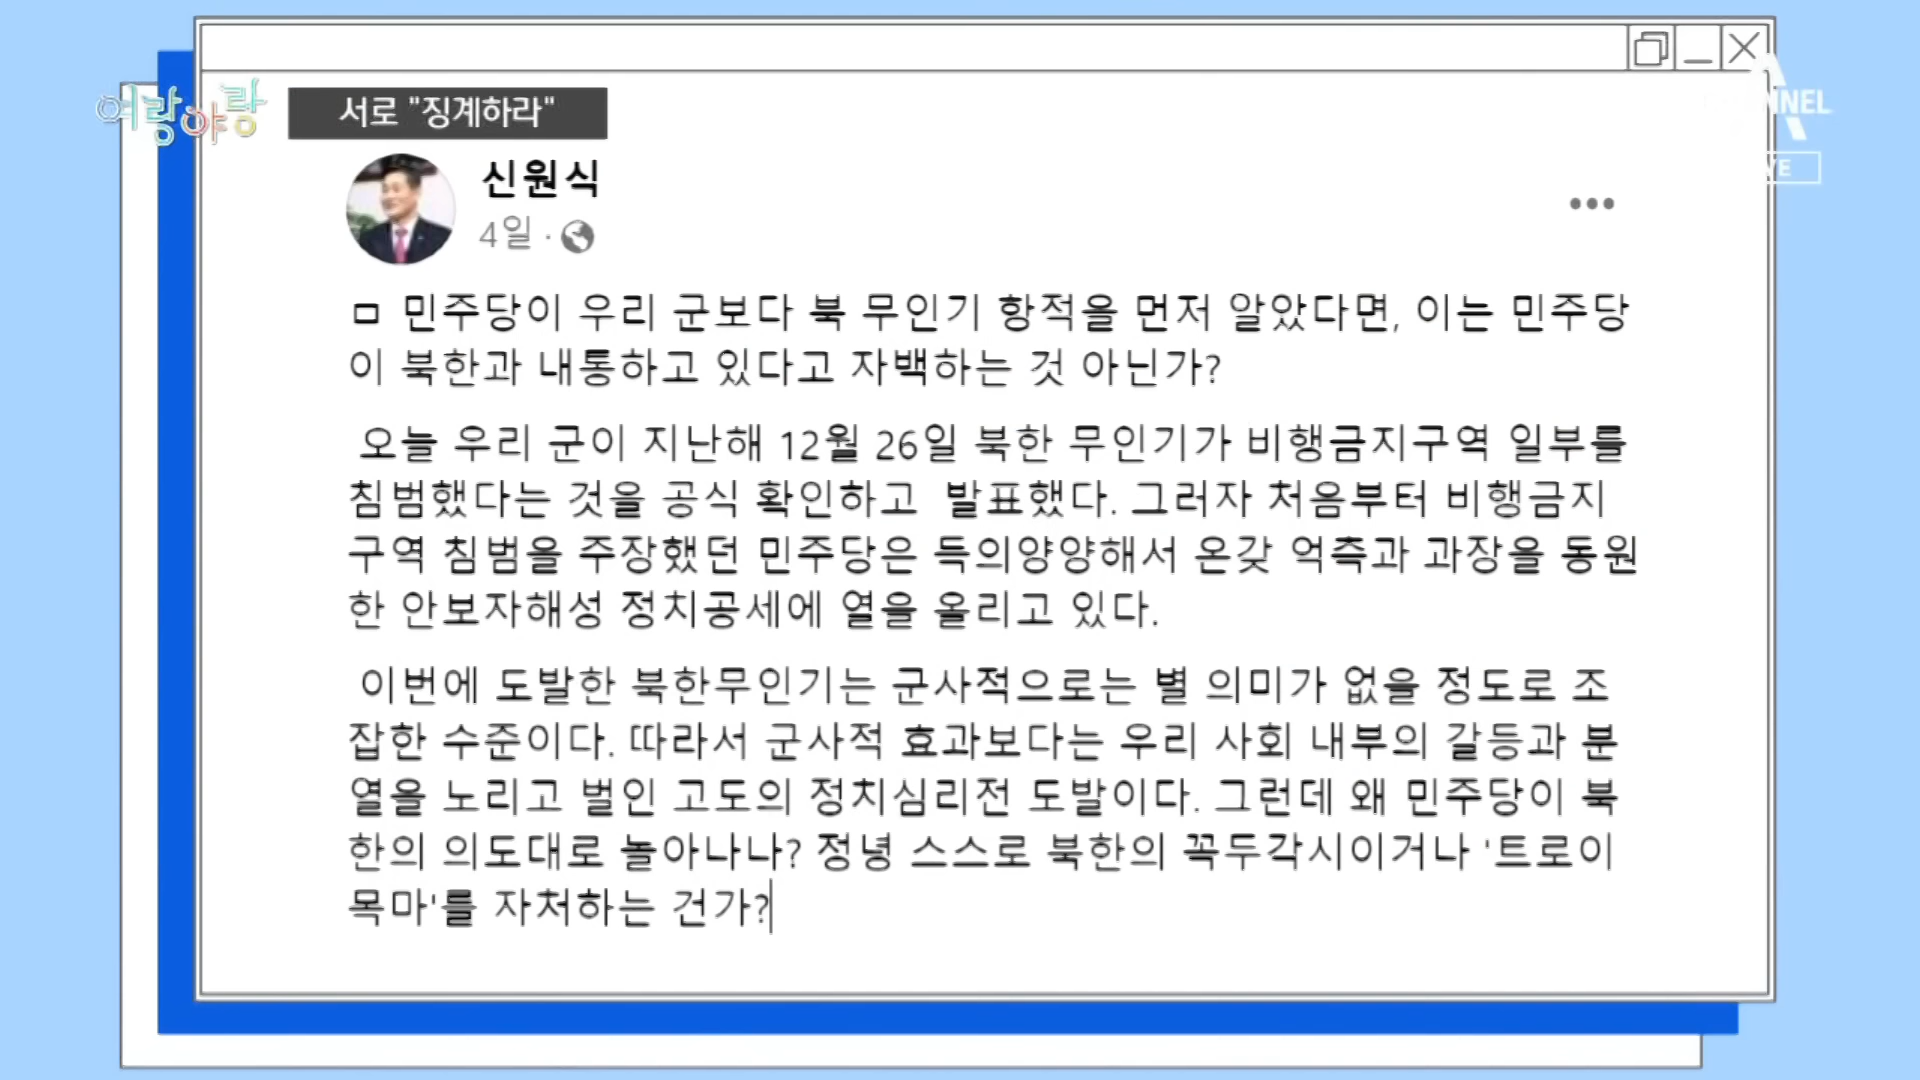 여랑야랑
서로 "징계하라"
CHANNEL A
신원식
4일 ·
ㅁ 민주당이 우리 군보다 북 무인기 항적을 먼저 알았다면, 이는 민주당
이 북한과 내통하고 있다고 자백하는 것 아닌가?
오늘 우리 군이 지난해 12월 26일 북한 무인기가 비행금지구역 일부를
침범했다는 것을 공식 확인하고 발표했다. 그러자 처음부터 비행금지
구역 침범을 주장했던 민주당은 득의양양해서 온갖 억측과 과장을 동원
한 안보자해성 정치공세에 열을 올리고 있다.
이번에 도발한 북한무인기는 군사적으로는 별 의미가 없을 정도로 조
잡한 수준이다. 따라서 군사적 효과보다는 우리 사회 내부의 갈등과 분
열을 노리고 벌인 고도의 정치심리전 도발이다. 그런데 왜 민주당이 북
한의 의도대로 놀아나나? 정녕 스스로 북한의 꼭두각시이거나 '트로이
목마'를 자처하는 건가?